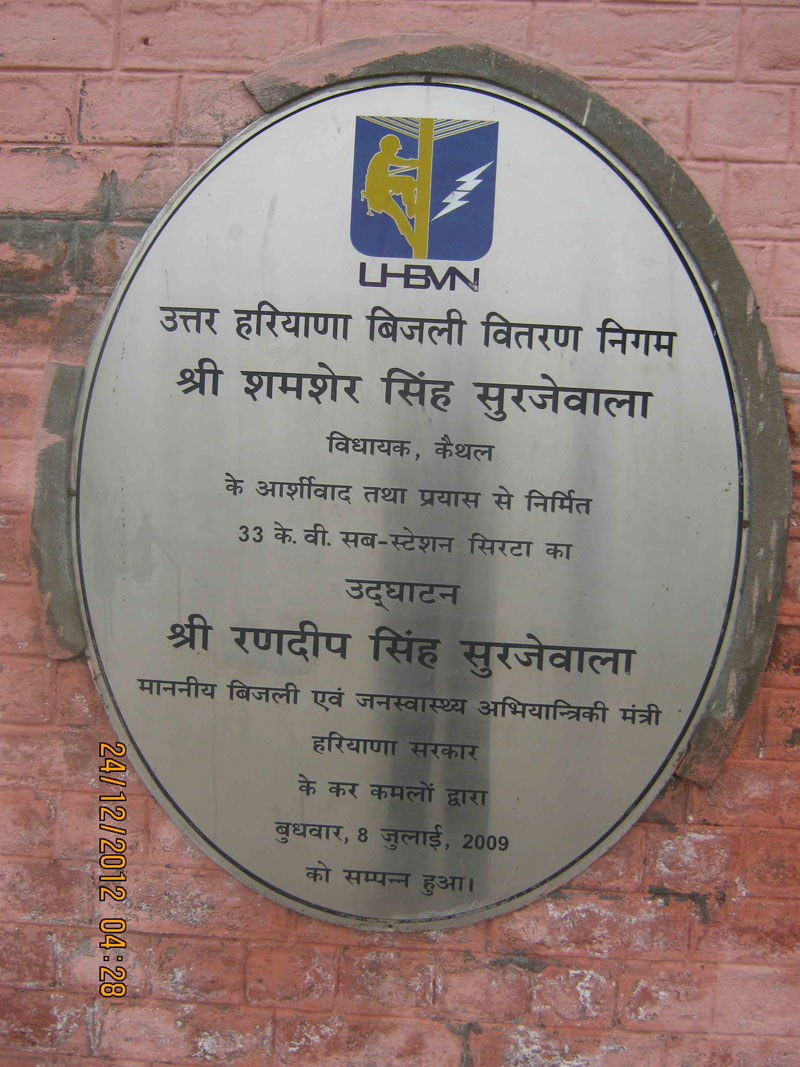 UHBVN
उत्तर हरियाणा बिजली वितरण निगम
श्री शमशेर सिंह सुरजेवाला
विधायक, कैथल
के आर्शीवाद तथा प्रयास से निर्मित
33 के.वी. सब-स्टेशन सिरटा का
उद्‌घाटन
श्री रणदीप सिंह सुरजेवाला
माननीय बिजली एवं जनस्वास्थ्य अभियान्त्रिकी मंत्री
हरियाणा सरकार
के कर कमलों द्वारा
बुधवार, 8 जुलाई, 2009
को सम्पन्न हुआ।
24/12/2012 04:28